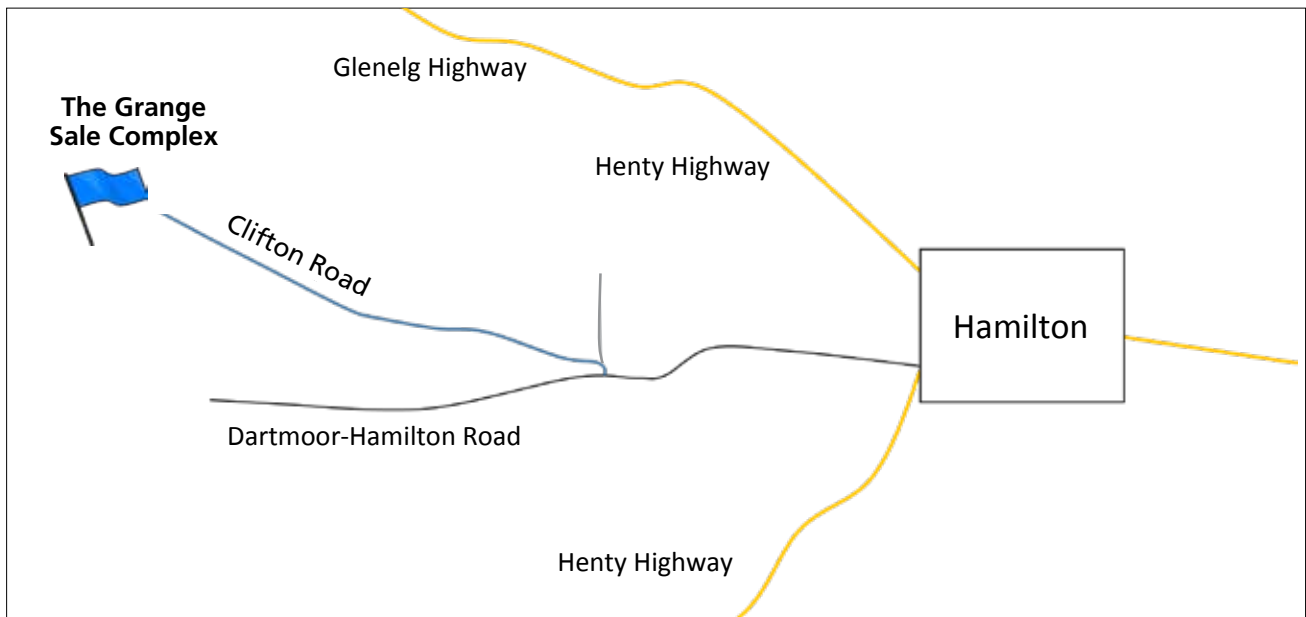 Glenelg Highway
The Grange
Sale Complex
Henty Highway
Clifton Road
Hamilton
Dartmoor-Hamilton Road
Henty Highway